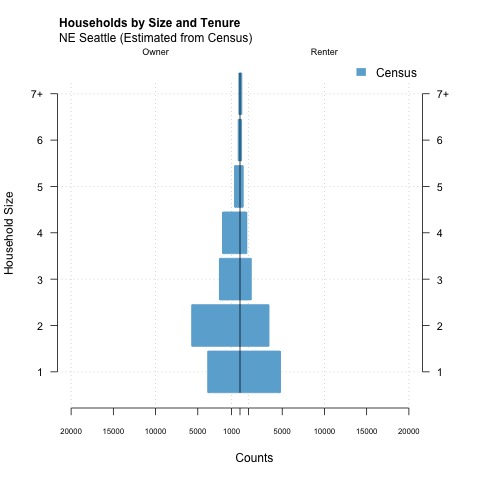 Households by Size and Tenure
NE Seattle (Estimated from Census)
Owner Renter
Census
7+ 7+
6 6
5 5
4 4
3 3
2 2
1 1
Household Size
20000 15000 10000 5000 1000 5000 10000 15000 20000
Counts